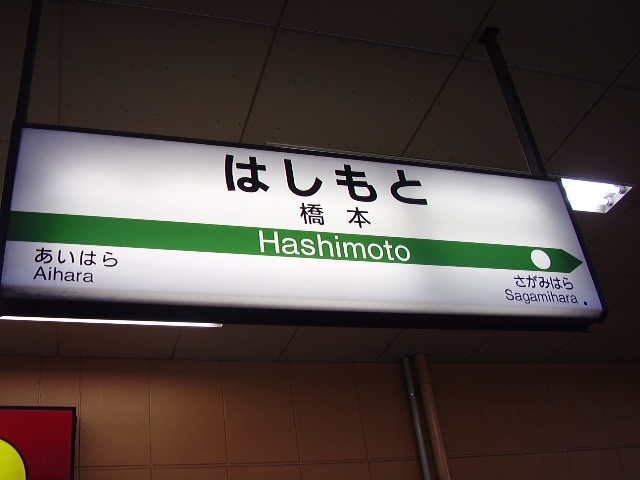 はしもと
橋本
Hashimoto
あいはら
Aihara
さがみはら
Sagamihara